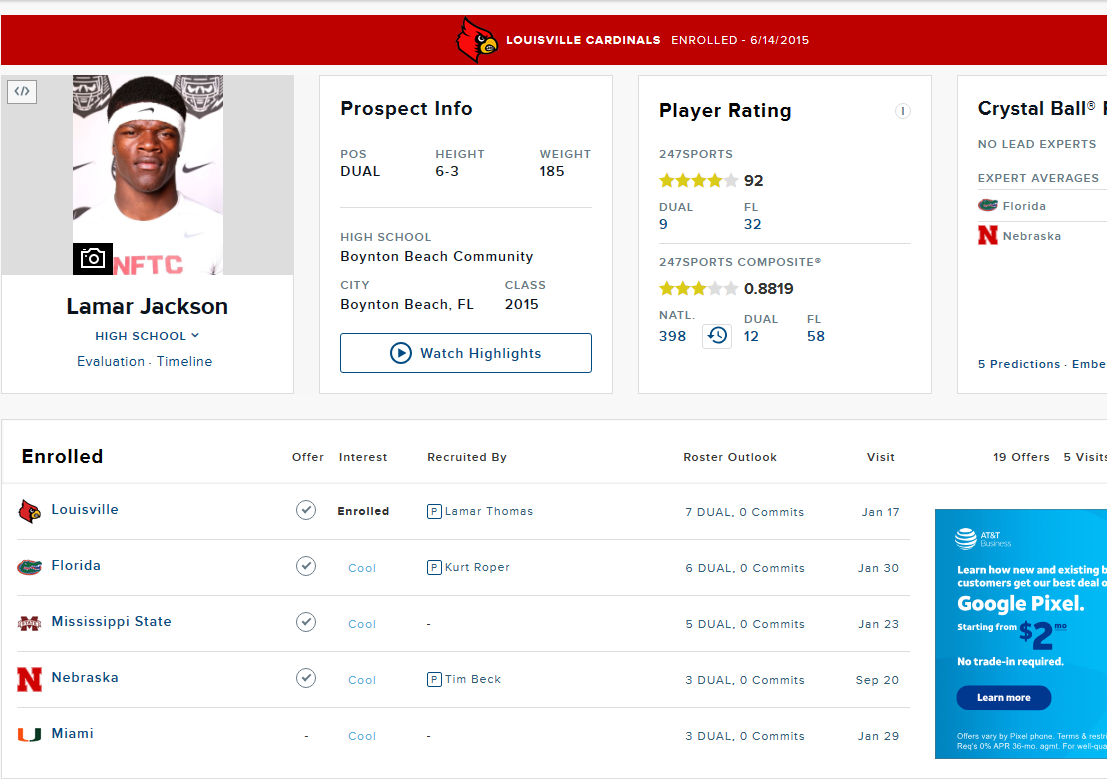 LOUISVILLE CARDINALS ENROLLED - 6/14/2015
</>
NFTC
Lamar Jackson
HIGH SCHOOL
Evaluation · Timeline
Prospect Info
POS HEIGHT WEIGHT
DUAL 6-3 185
HIGH SCHOOL
Boynton Beach Community
CITY CLASS
Boynton Beach, FL 2015
Watch Highlights
Player Rating
247SPORTS
92
DUAL FL
9 32
247SPORTS COMPOSITE®
0.8819
NATL. DUAL FL
398 12 58
Crystal Ball®
NO LEAD EXPERTS
EXPERT AVERAGES
Florida
Nebraska
5 Predictions · Embe
Enrolled Offer Interest Recruited By Roster Outlook Visit 19 Offers 5 Visits
Louisville Enrolled P Lamar Thomas 7 DUAL, 0 Commits Jan 17
Florida Cool P Kurt Roper 6 DUAL, 0 Commits Jan 30
Mississippi State Cool - 5 DUAL, 0 Commits Jan 23
Nebraska Cool P Tim Beck 3 DUAL, 0 Commits Sep 20
Miami - Cool - 3 DUAL, 0 Commits Jan 29
AT&T
Business
Learn how new and existing b
customers get our best deal o
Google Pixel.
Starting from $2 mo
No trade-in required.
Learn more
Offers vary by Pixel phone. Terms & restri
Req's 0% APR 36-mo. agmt. For well-qua